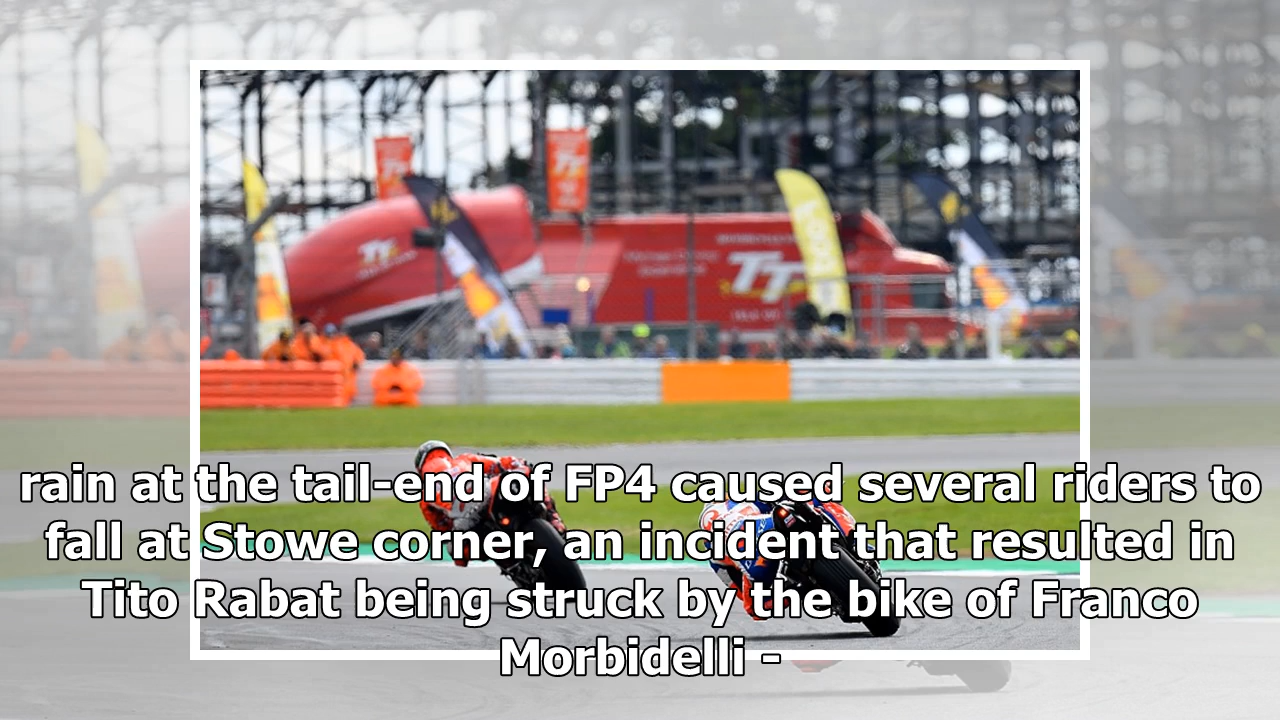 TT
TT
TT
TT
rain at the tail-end of FP4 caused several riders to
fall at Stowe corner, an incident that resulted in
Tito Rabat being struck by the bike of Franco
Morbidelli -